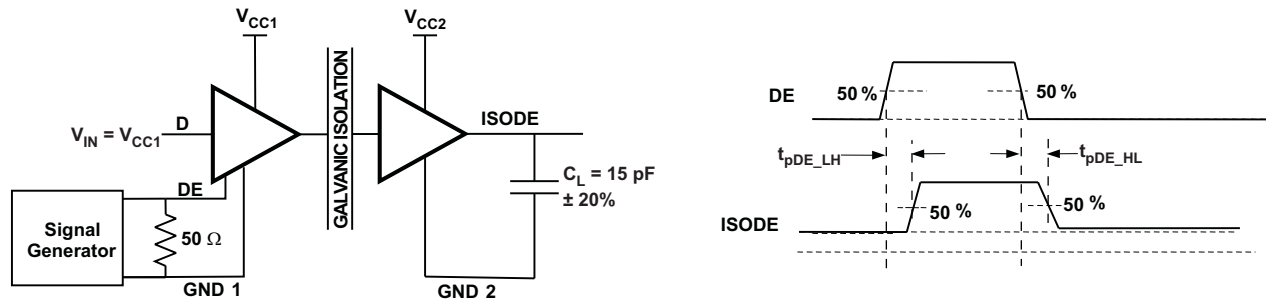 V_CC1
V_CC2
GALVANIC ISOLATION
V_IN = V_CC1
D
ISODE
DE
C_L = 15 pF
± 20%
Signal
Generator
50 Ω
GND 1
GND 2
DE
50 %
50 %
t_pDE_LH
t_pDE_HL
50 %
50 %
ISODE